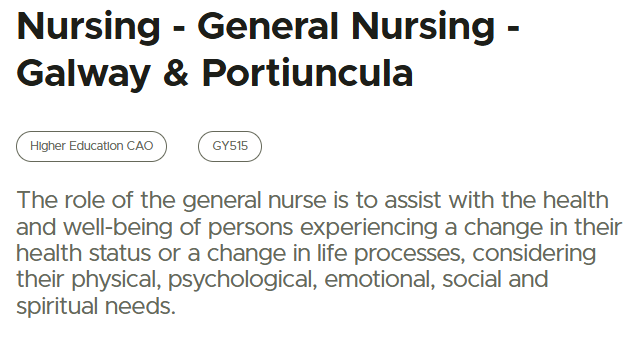 Nursing - General Nursing -
Galway & Portiuncula
Higher Education CAO
GY515
The role of the general nurse is to assist with the health
and well-being of persons experiencing a change in their
health status or a change in life processes, considering
their physical, psychological, emotional, social and
spiritual needs.